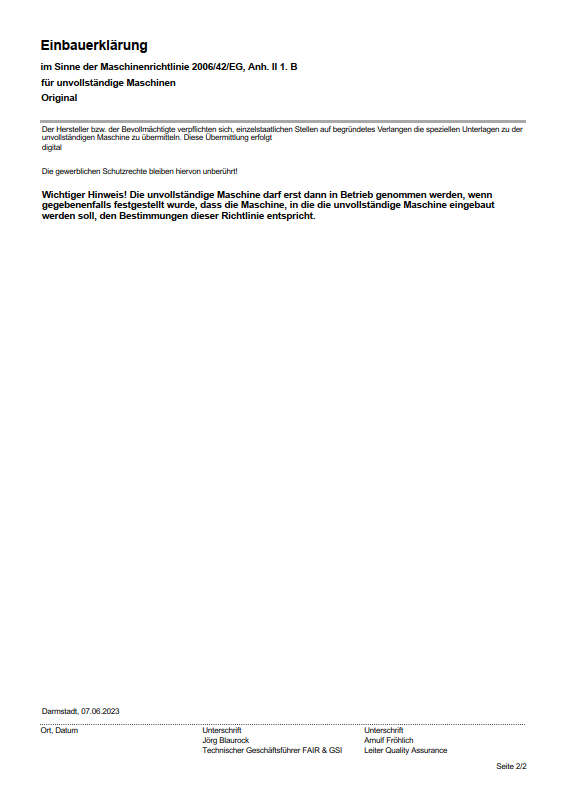 Einbauerklärung
im Sinne der Maschinenrichtlinie 2006/42/EG, Anh. II 1. B
für unvollständige Maschinen
Original
Der Hersteller bzw. der Bevollmächtigte verpflichten sich, einzelstaatlichen Stellen auf begründetes Verlangen die speziellen Unterlagen zu der
unvollständigen Maschine zu übermitteln. Diese Übermittlung erfolgt
digital
Die gewerblichen Schutzrechte bleiben hiervon unberührt!
Wichtiger Hinweis! Die unvollständige Maschine darf erst dann in Betrieb genommen werden, wenn
gegebenenfalls festgestellt wurde, dass die Maschine, in die die unvollständige Maschine eingebaut
werden soll, den Bestimmungen dieser Richtlinie entspricht.
Darmstadt, 07.06.2023
Ort, Datum Unterschrift Unterschrift
Jörg Blaurock Arnulf Fröhlich
Technischer Geschäftsführer FAIR & GSI Leiter Quality Assurance
Seite 2/2